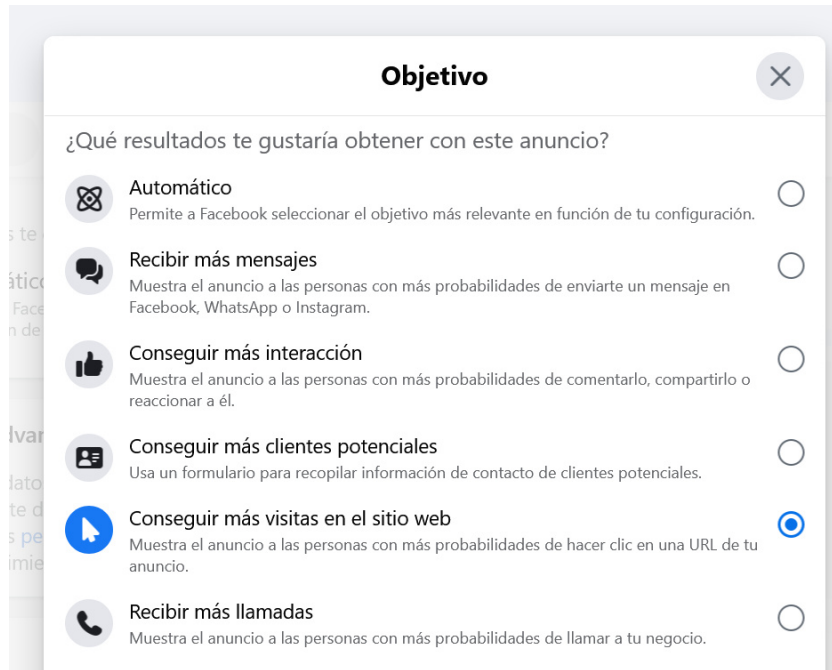 Objetivo
¿Qué resultados te gustaría obtener con este anuncio?
Automático
Permite a Facebook seleccionar el objetivo más relevante en función de tu configuración.
Recibir más mensajes
Muestra el anuncio a las personas con más probabilidades de enviarte un mensaje en
Facebook, WhatsApp o Instagram.
Conseguir más interacción
Muestra el anuncio a las personas con más probabilidades de comentarlo, compartirlo o
reaccionar a él.
Conseguir más clientes potenciales
Usa un formulario para recopilar información de contacto de clientes potenciales.
Conseguir más visitas en el sitio web
Muestra el anuncio a las personas con más probabilidades de hacer clic en una URL de tu
anuncio.
Recibir más llamadas
Muestra el anuncio a las personas con más probabilidades de llamar a tu negocio.